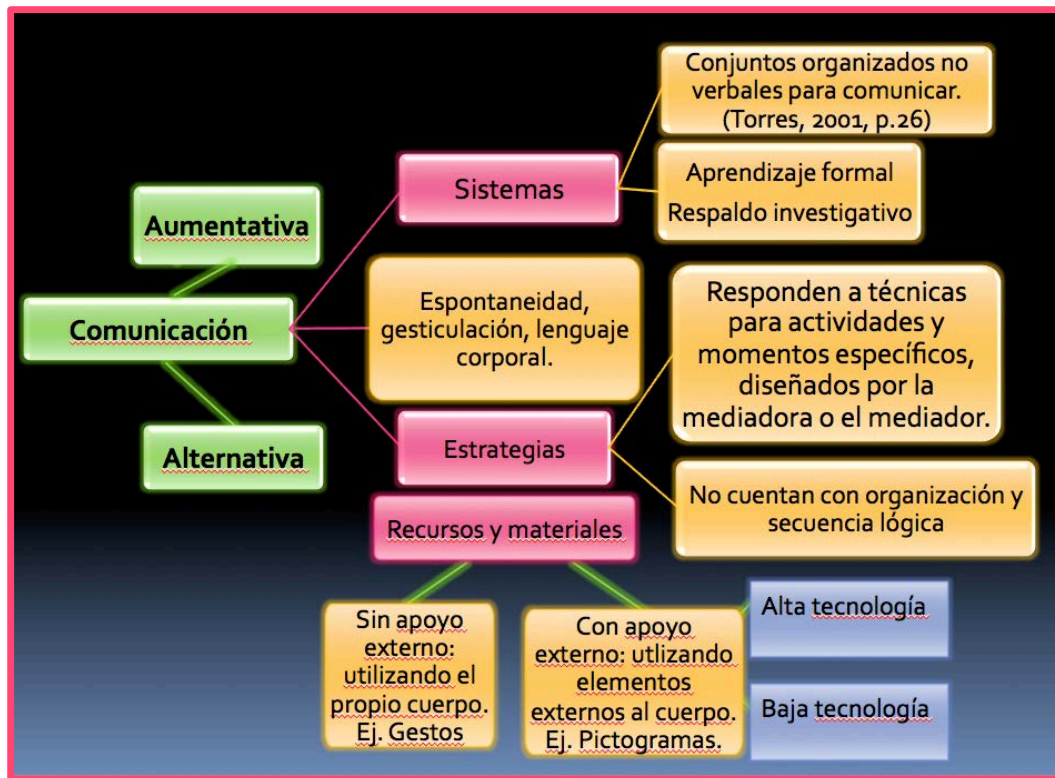 Conjuntos organizados no
verbales para comunicar.
(Torres, 2001, p.26)
Sistemas
Aprendizaje formal
Respaldo investigativo
Aumentativa
Comunicación
Alternativa
Espontaneidad,
gesticulación, lenguaje
corporal.
Responden a técnicas
para actividades y
momentos específicos,
diseñados por la
mediadora o el mediador.
Estrategias
No cuentan con organización y
secuencia lógica
Recursos y materiales
Sin apoyo
externo:
utilizando el
propio cuerpo.
Ej. Gestos
Con apoyo
externo: utlizando
elementos
externos al cuerpo.
Ej. Pictogramas.
Alta tecnología
Baja tecnología